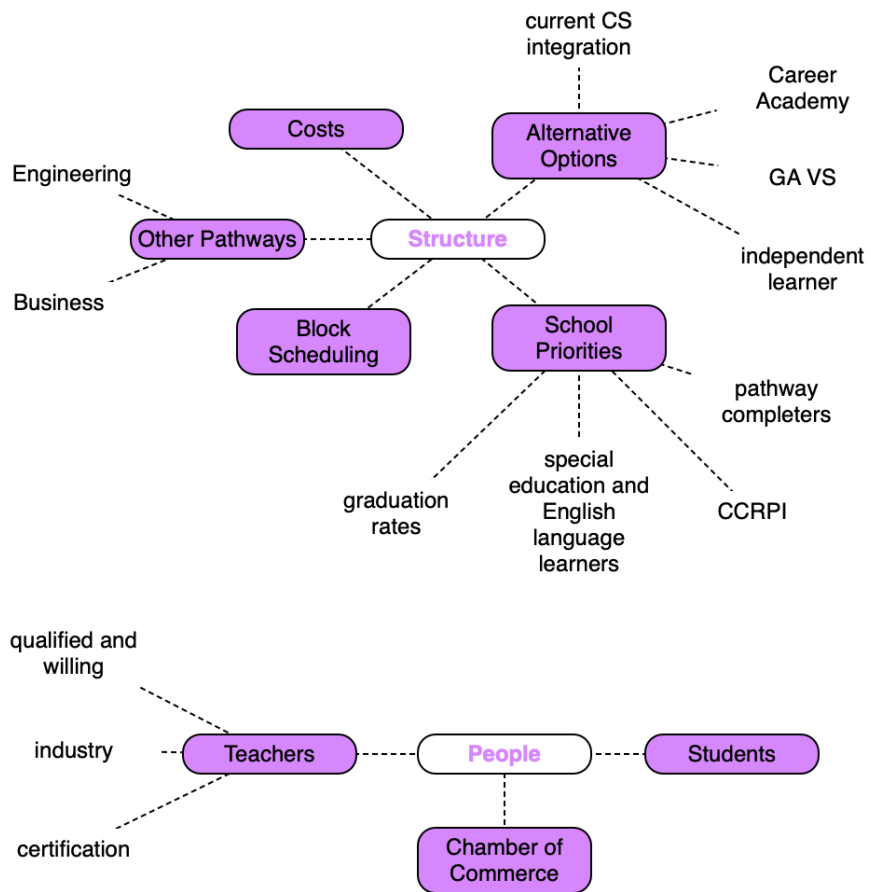 current CS
integration
Career
Academy
Costs
Alternative
Options
Engineering
GA VS
Other Pathways
Structure
independent
learner
Business
Block
Scheduling
School
Priorities
pathway
completers
special
education and
English
language
learners
graduation
rates
CCRPI
qualified and
willing
industry
Teachers
People
Students
certification
Chamber of
Commerce